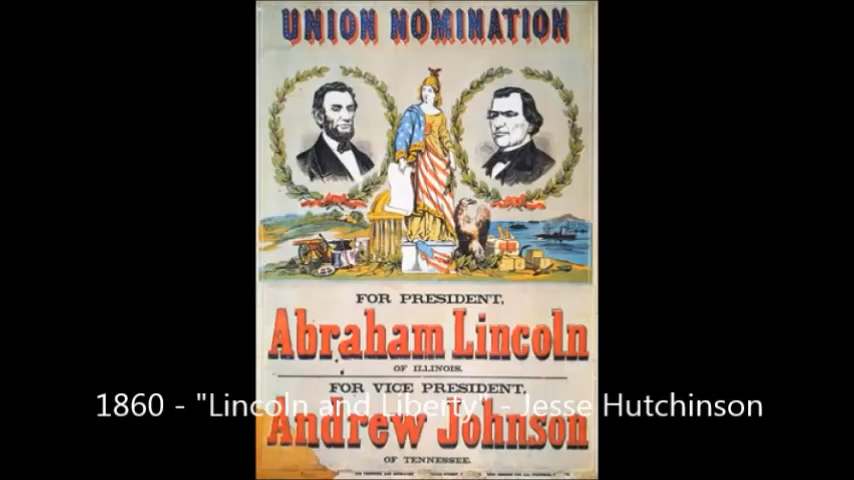 UNION NOMINATION
FOR PRESIDENT,
Abraham Lincoln
OF ILLINOIS.
FOR VICE PRESIDENT,
1860 - "Lincoln and Liberty" - Jesse Hutchinson
Andrew Johnson
OF TENNESSEE.